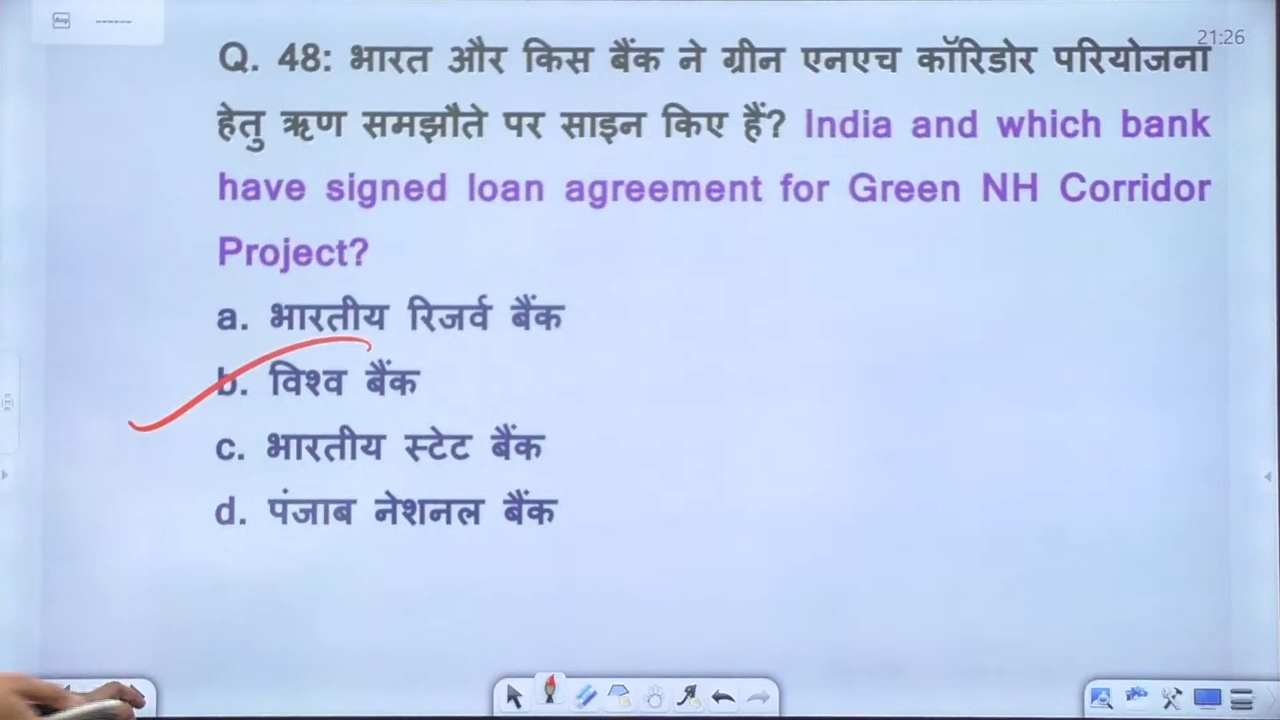 21:26
Q. 48: भारत और किस बैंक ने ग्रीन एनएच कॉरिडोर परियोजना
हेतु ऋण समझौते पर साइन किए हैं? India and which bank
have signed loan agreement for Green NH Corridor
Project?
a. भारतीय रिजर्व बैंक
b. विश्व बैंक
c. भारतीय स्टेट बैंक
d. पंजाब नेशनल बैंक